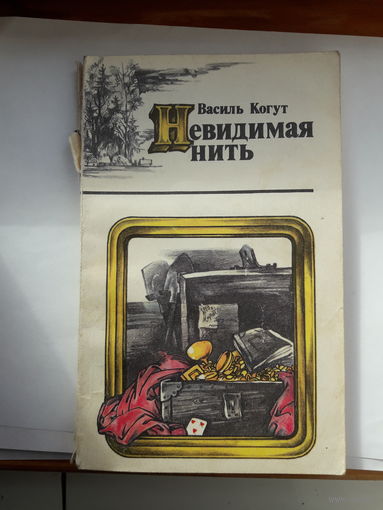 Василь Когут
Невидимая
нить